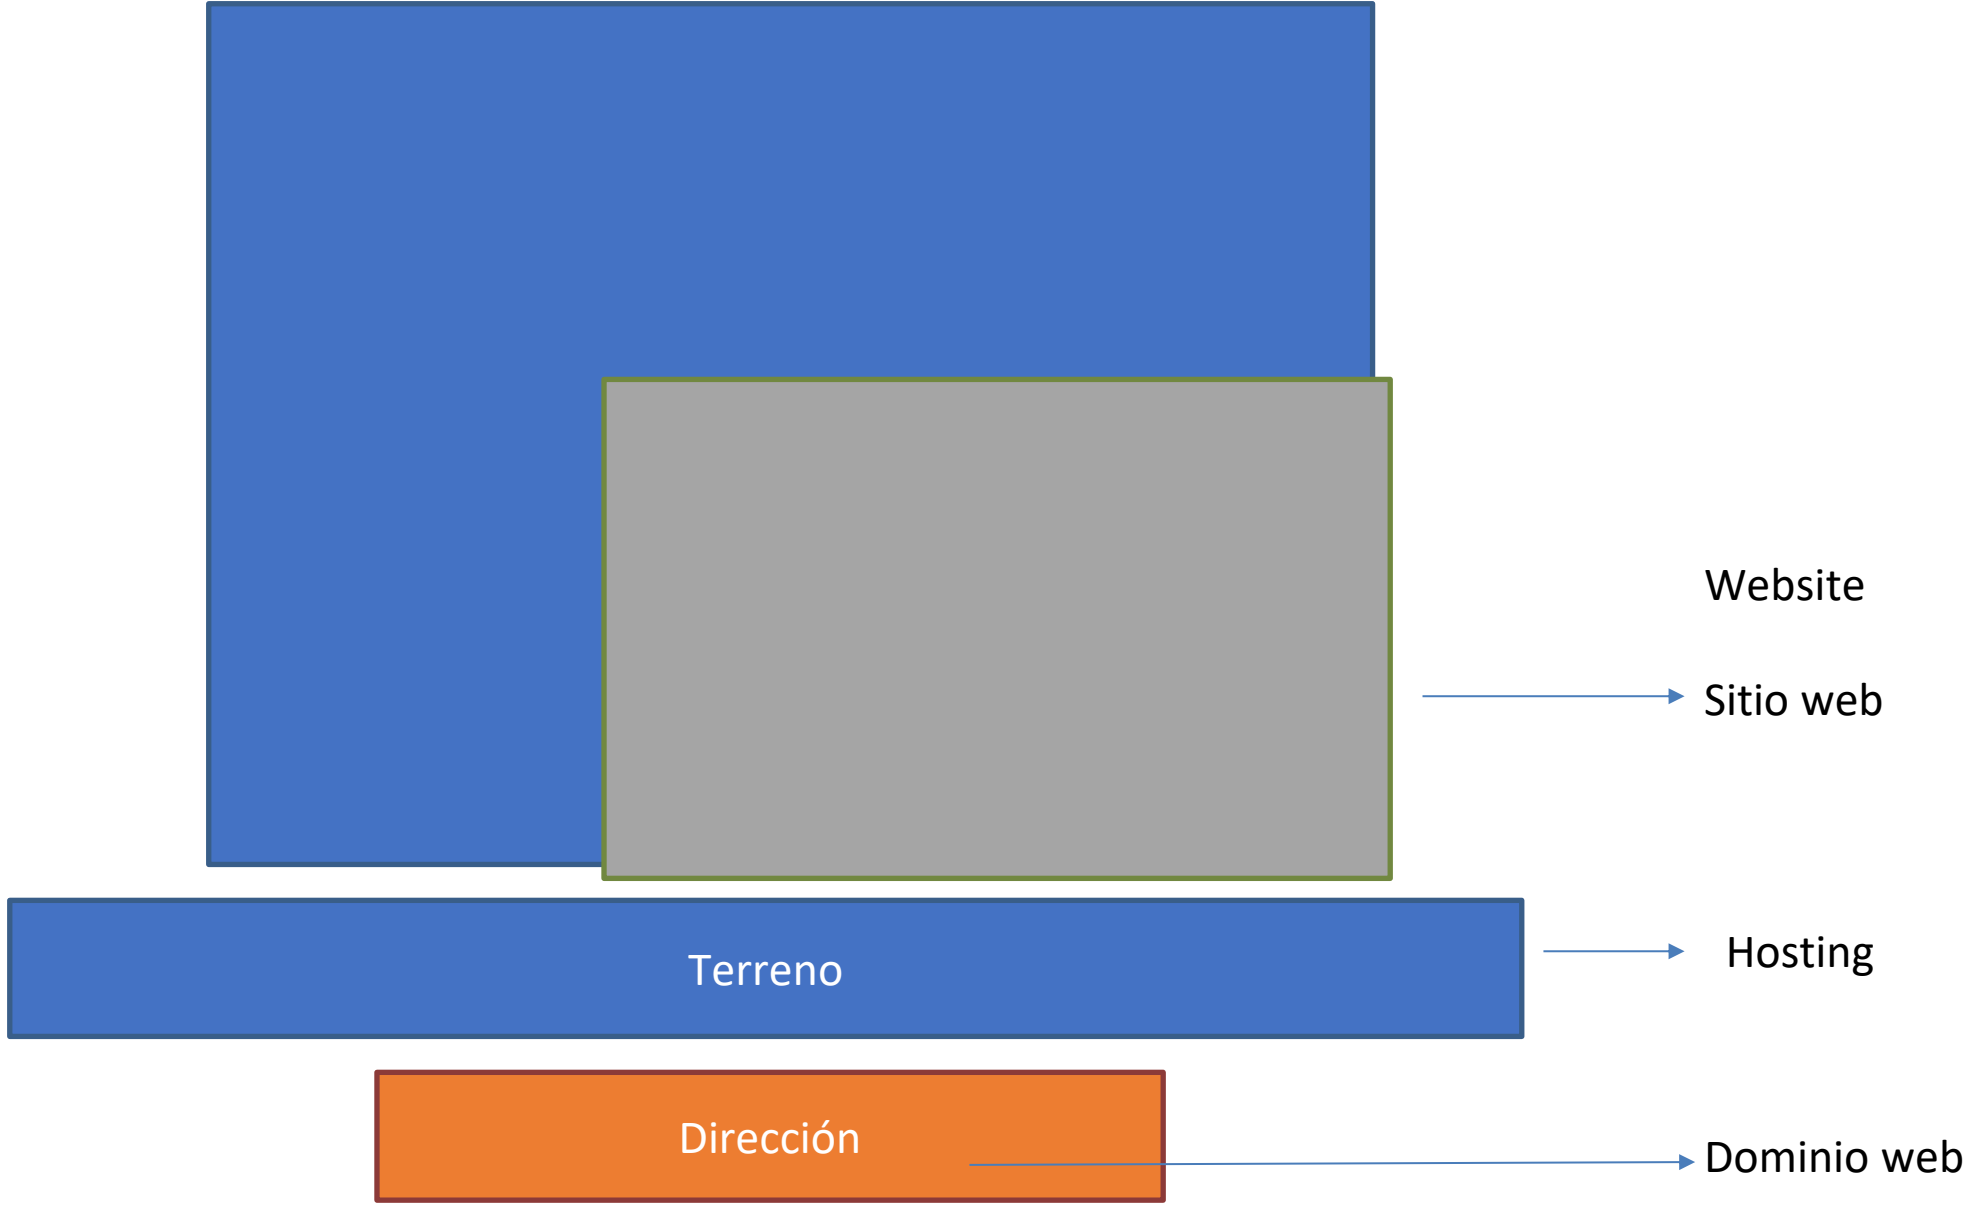 Website
Sitio web
Terreno
Hosting
Dirección
Dominio web